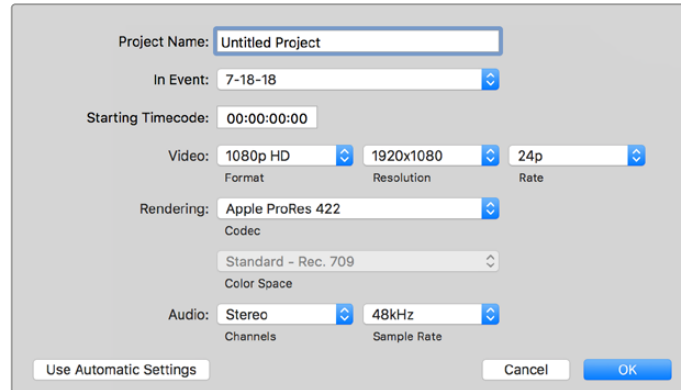 Project Name: Untitled Project
In Event: 7-18-18
Starting Timecode: 00:00:00:00
Video: 1080p HD 1920x1080 24p
Format Resolution Rate
Rendering: Apple ProRes 422
Codec
Standard - Rec. 709
Color Space
Audio: Stereo 48kHz
Channels Sample Rate
Use Automatic Settings Cancel OK